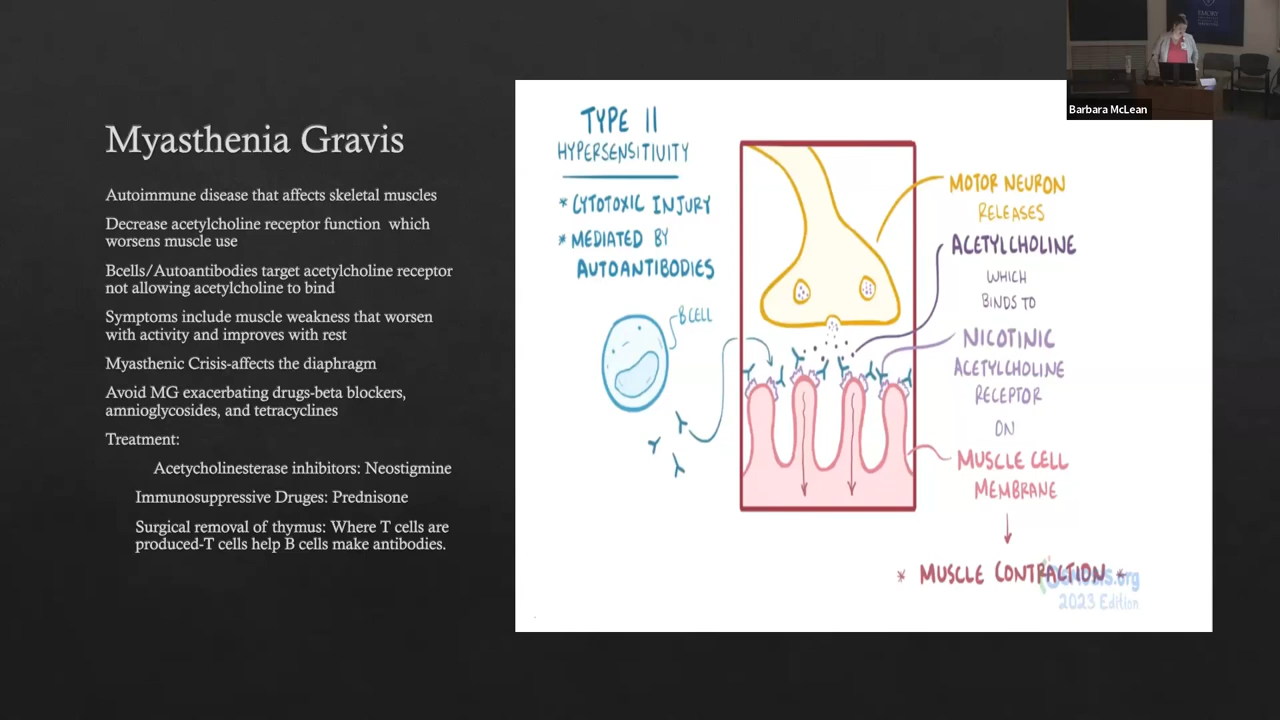 Myasthenia Gravis
Autoimmune disease that affects skeletal muscles
Decrease acetylcholine receptor function which
worsens muscle use
Bcells/Autoantibodies target acetylcholine receptor
not allowing acetylcholine to bind
Symptoms include muscle weakness that worsen
with activity and improves with rest
Myasthenic Crisis-affects the diaphragm
Avoid MG exacerbating drugs-beta blockers,
amnioglycosides, and tetracyclines
Treatment:
Acetycholinesterase inhibitors: Neostigmine
Immunosuppressive Druges: Prednisone
Surgical removal of thymus: Where T cells are
produced-T cells help B cells make antibodies.
TYPE II
HYPERSENSITIVITY
* CYTOTOXIC INJURY
* MEDIATED BY
AUTOANTIBODIES
B CELL
MOTOR NEURON
RELEASES
ACETYLCHOLINE
WHICH
BINDS TO
NICOTINIC
ACETYLCHOLINE
RECEPTOR
ON
MUSCLE CELL
MEMBRANE
* MUSCLE CONTRACTION *
2023 Edition
EMORY
Barbara McLean